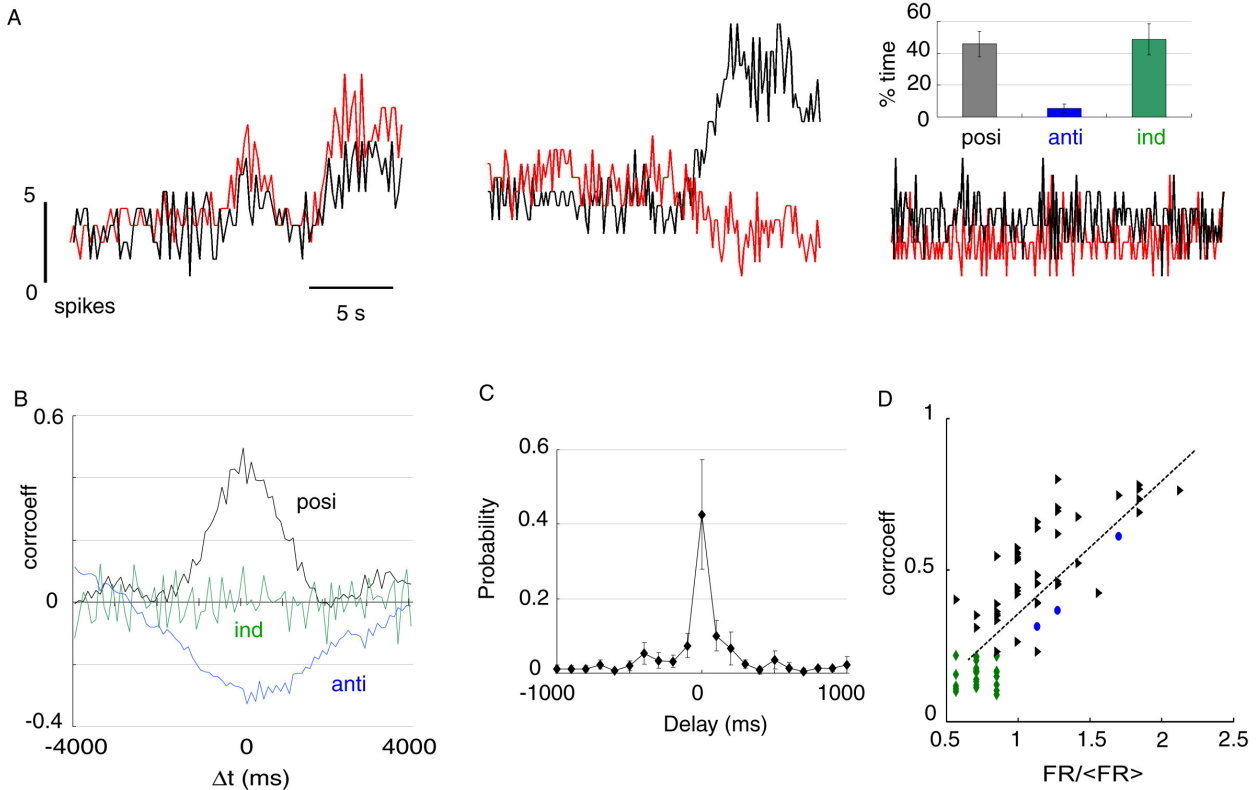 A
5
0
spikes
5 s
60
40
20
0
% time
posi
anti
ind
B
0.6
0
-0.4
corrcoeff
posi
ind
anti
-4000
0
4000
Δt (ms)
C
0.6
0.4
0.2
0
Probability
-1000
0
1000
Delay (ms)
D
1
0.5
0
corrcoeff
0.5
1
1.5
2
2.5
FR/<FR>